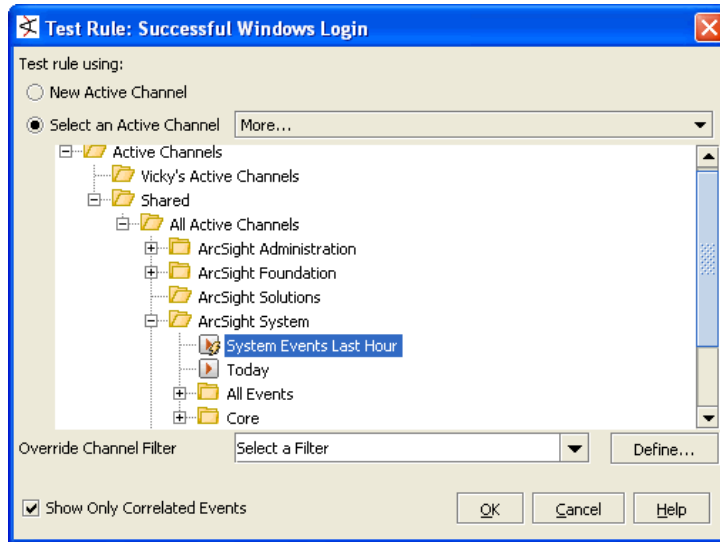 Test Rule: Successful Windows Login
Test rule using:
New Active Channel
Select an Active Channel More...
Active Channels
Vicky's Active Channels
Shared
All Active Channels
ArcSight Administration
ArcSight Foundation
ArcSight Solutions
ArcSight System
System Events Last Hour
Today
All Events
Core
Override Channel Filter Select a Filter Define...
Show Only Correlated Events OK Cancel Help